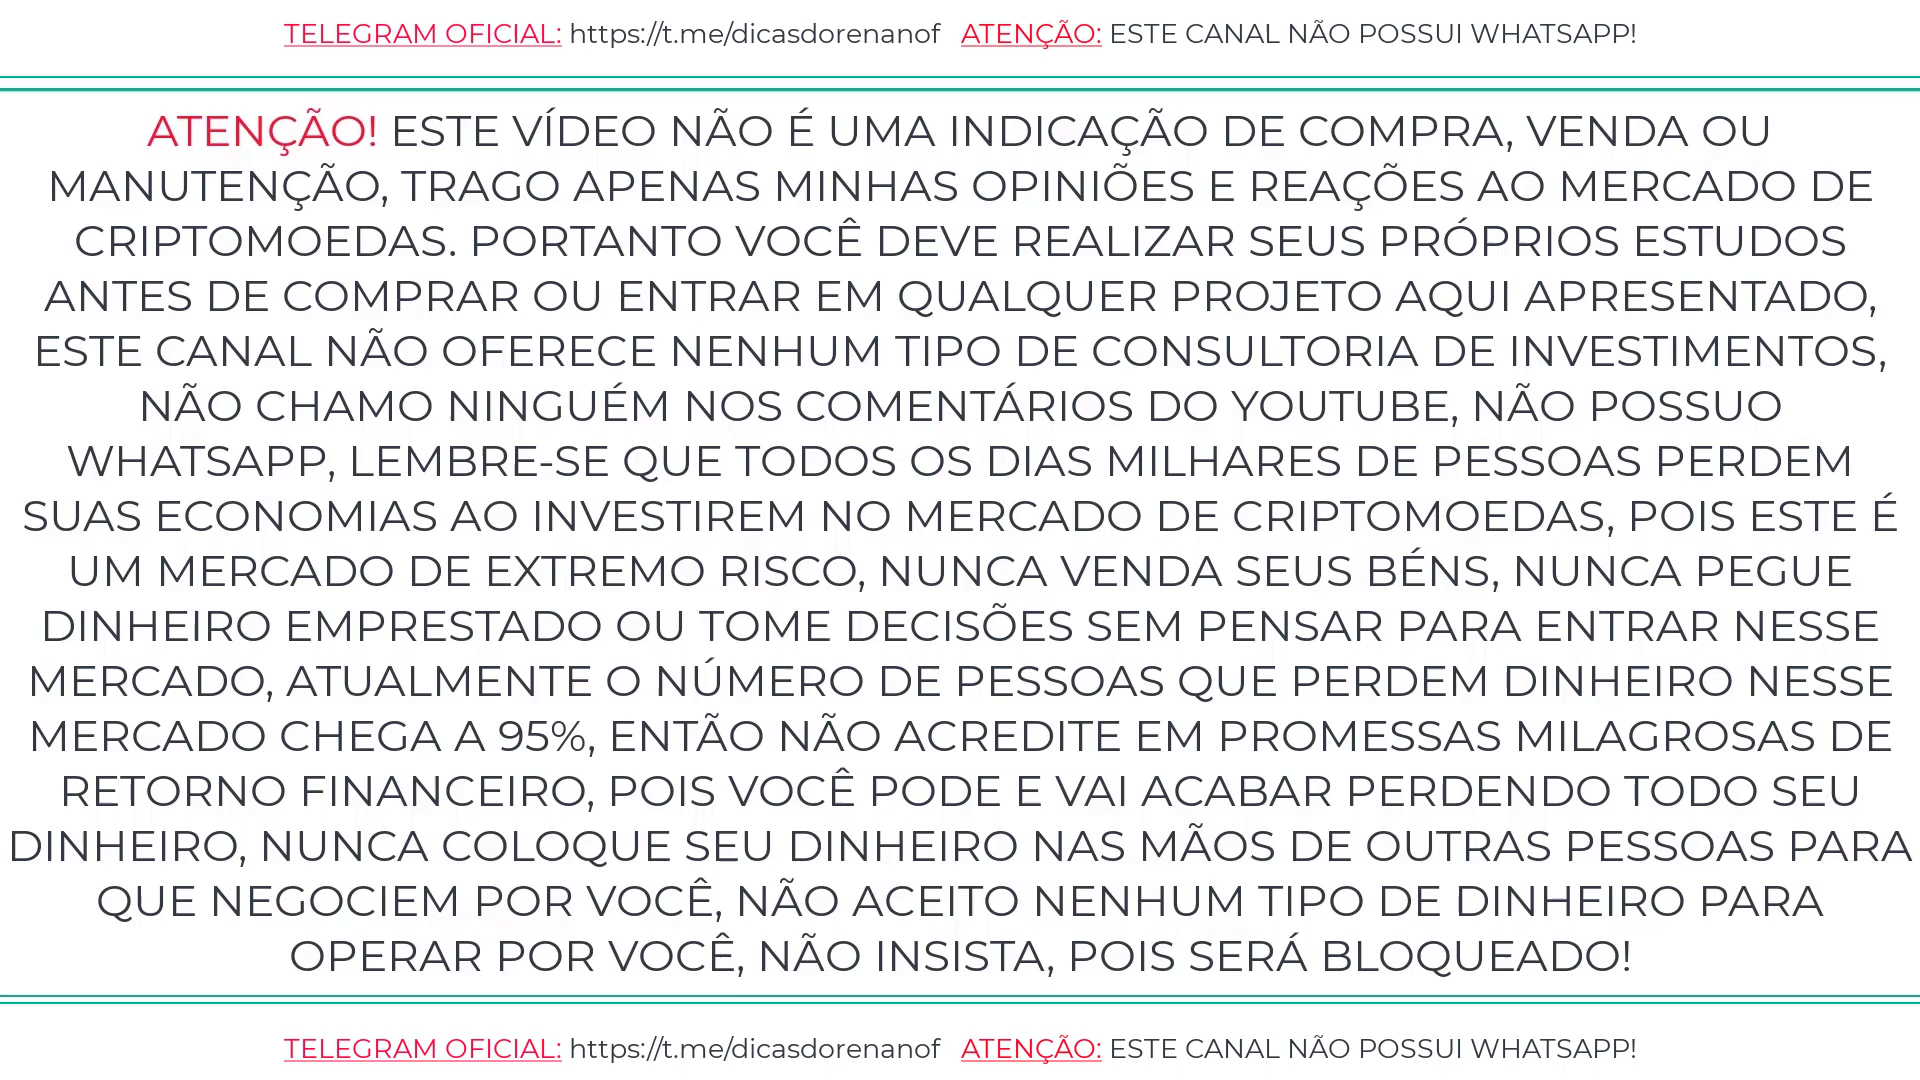 TELEGRAM OFICIAL: https://t.me/dicasdorenanof ATENÇÃO: ESTE CANAL NÃO POSSUI WHATSAPP!
ATENÇÃO! ESTE VÍDEO NÃO É UMA INDICAÇÃO DE COMPRA, VENDA OU
MANUTENÇÃO, TRAGO APENAS MINHAS OPINIÕES E REAÇÕES AO MERCADO DE
CRIPTOMOEDAS. PORTANTO VOCÊ DEVE REALIZAR SEUS PRÓPRIOS ESTUDOS
ANTES DE COMPRAR OU ENTRAR EM QUALQUER PROJETO AQUI APRESENTADO,
ESTE CANAL NÃO OFERECE NENHUM TIPO DE CONSULTORIA DE INVESTIMENTOS,
NÃO CHAMO NINGUÉM NOS COMENTÁRIOS DO YOUTUBE, NÃO POSSUO
WHATSAPP, LEMBRE-SE QUE TODOS OS DIAS MILHARES DE PESSOAS PERDEM
SUAS ECONOMIAS AO INVESTIREM NO MERCADO DE CRIPTOMOEDAS, POIS ESTE É
UM MERCADO DE EXTREMO RISCO, NUNCA VENDA SEUS BÉNS, NUNCA PEGUE
DINHEIRO EMPRESTADO OU TOME DECISÕES SEM PENSAR PARA ENTRAR NESSE
MERCADO, ATUALMENTE O NÚMERO DE PESSOAS QUE PERDEM DINHEIRO NESSE
MERCADO CHEGA A 95%, ENTÃO NÃO ACREDITE EM PROMESSAS MILAGROSAS DE
RETORNO FINANCEIRO, POIS VOCÊ PODE E VAI ACABAR PERDENDO TODO SEU
DINHEIRO, NUNCA COLOQUE SEU DINHEIRO NAS MÃOS DE OUTRAS PESSOAS PARA
QUE NEGOCIEM POR VOCÊ, NÃO ACEITO NENHUM TIPO DE DINHEIRO PARA
OPERAR POR VOCÊ, NÃO INSISTA, POIS SERÁ BLOQUEADO!
TELEGRAM OFICIAL: https://t.me/dicasdorenanof ATENÇÃO: ESTE CANAL NÃO POSSUI WHATSAPP!